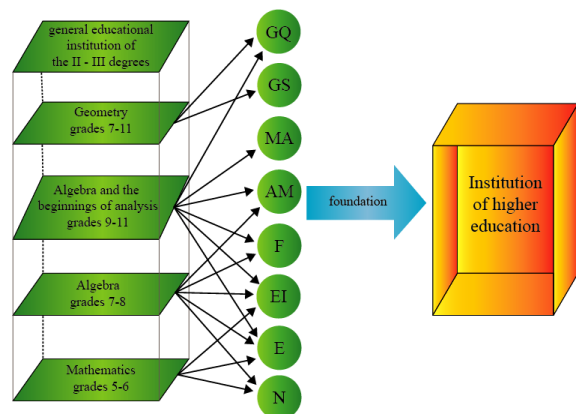 general educational
institution of
the II - III degrees
Geometry
grades 7-11
Algebra and the
beginnings of analysis
grades 9-11
Algebra
grades 7-8
Mathematics
grades 5-6
GQ
GS
MA
AM
F
EI
E
N
foundation
Institution
of higher
education